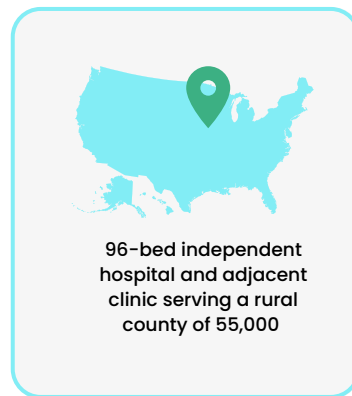 96-bed independent
hospital and adjacent
clinic serving a rural
county of 55,000